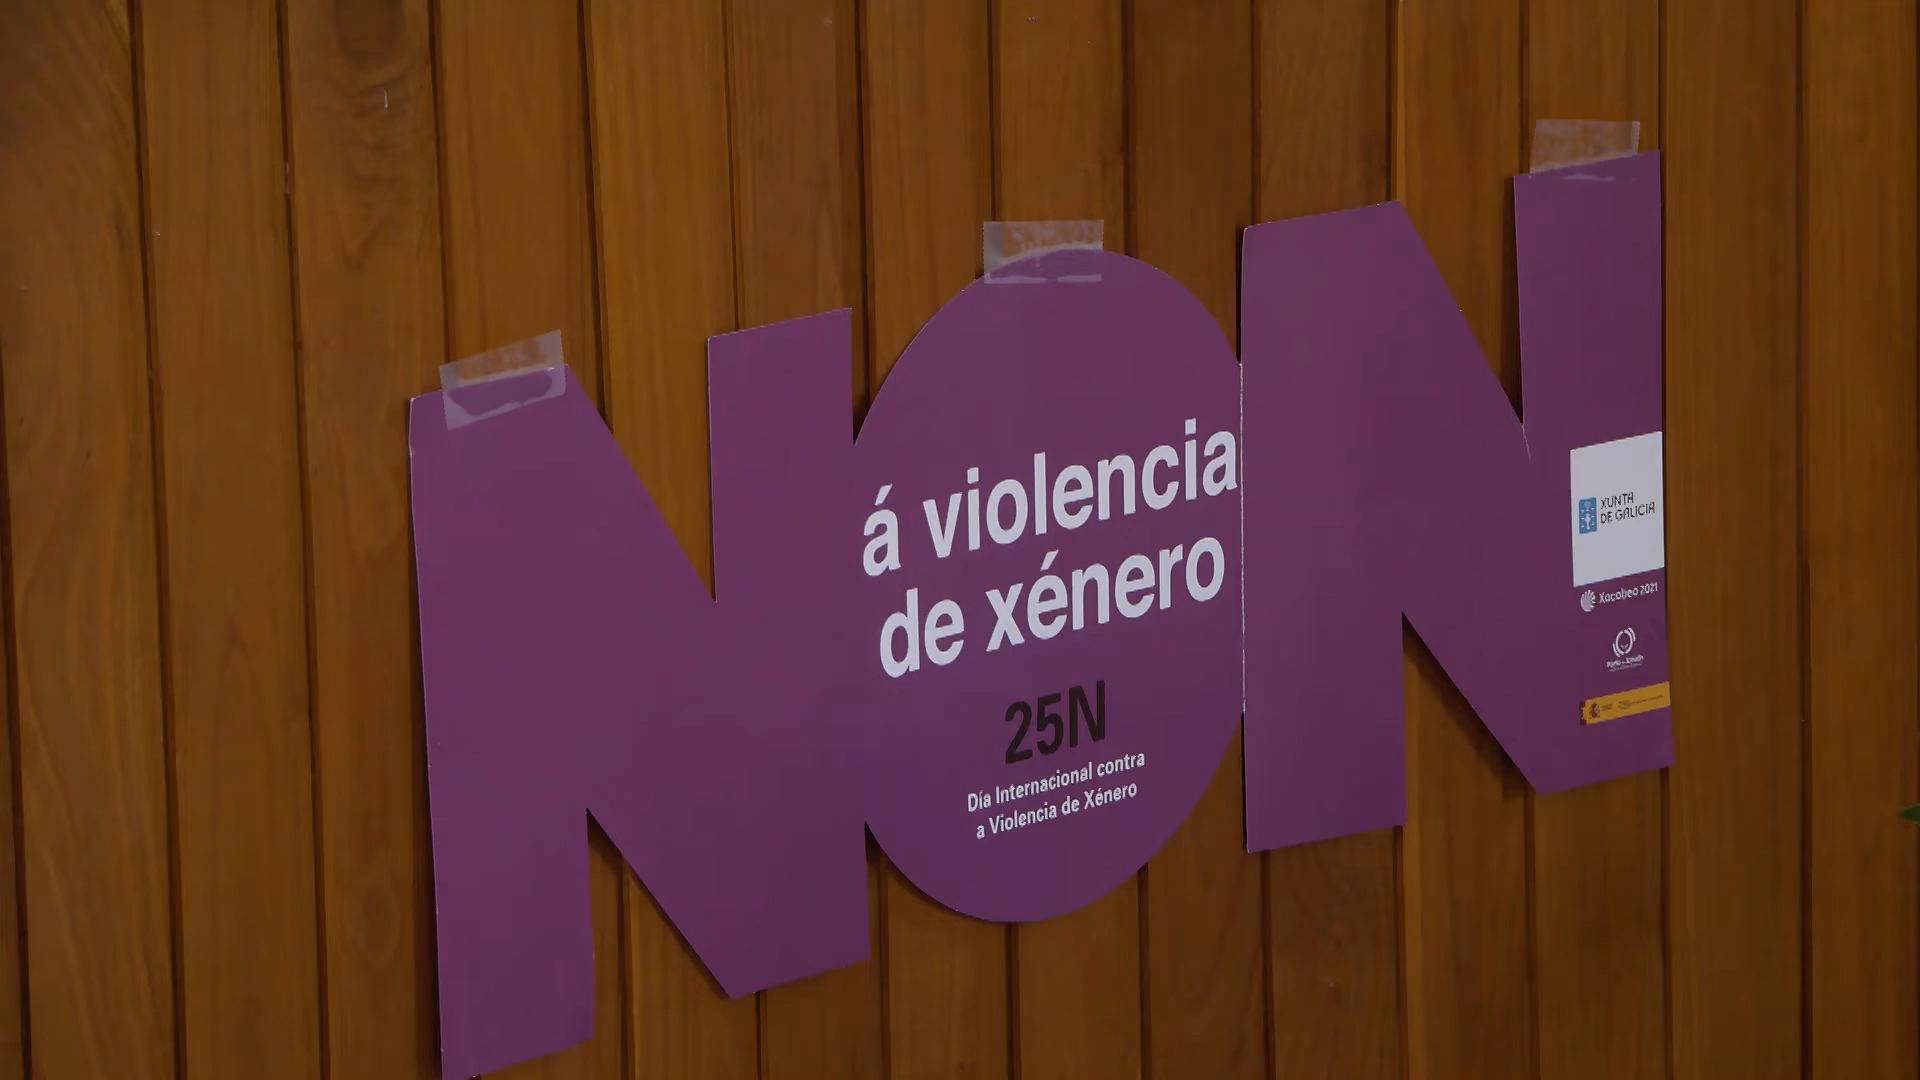 NON
á violencia
de xénero
25N
Día Internacional contra
a Violencia de Xénero
XUNTA
DE GALICIA
Xacobeo 2021